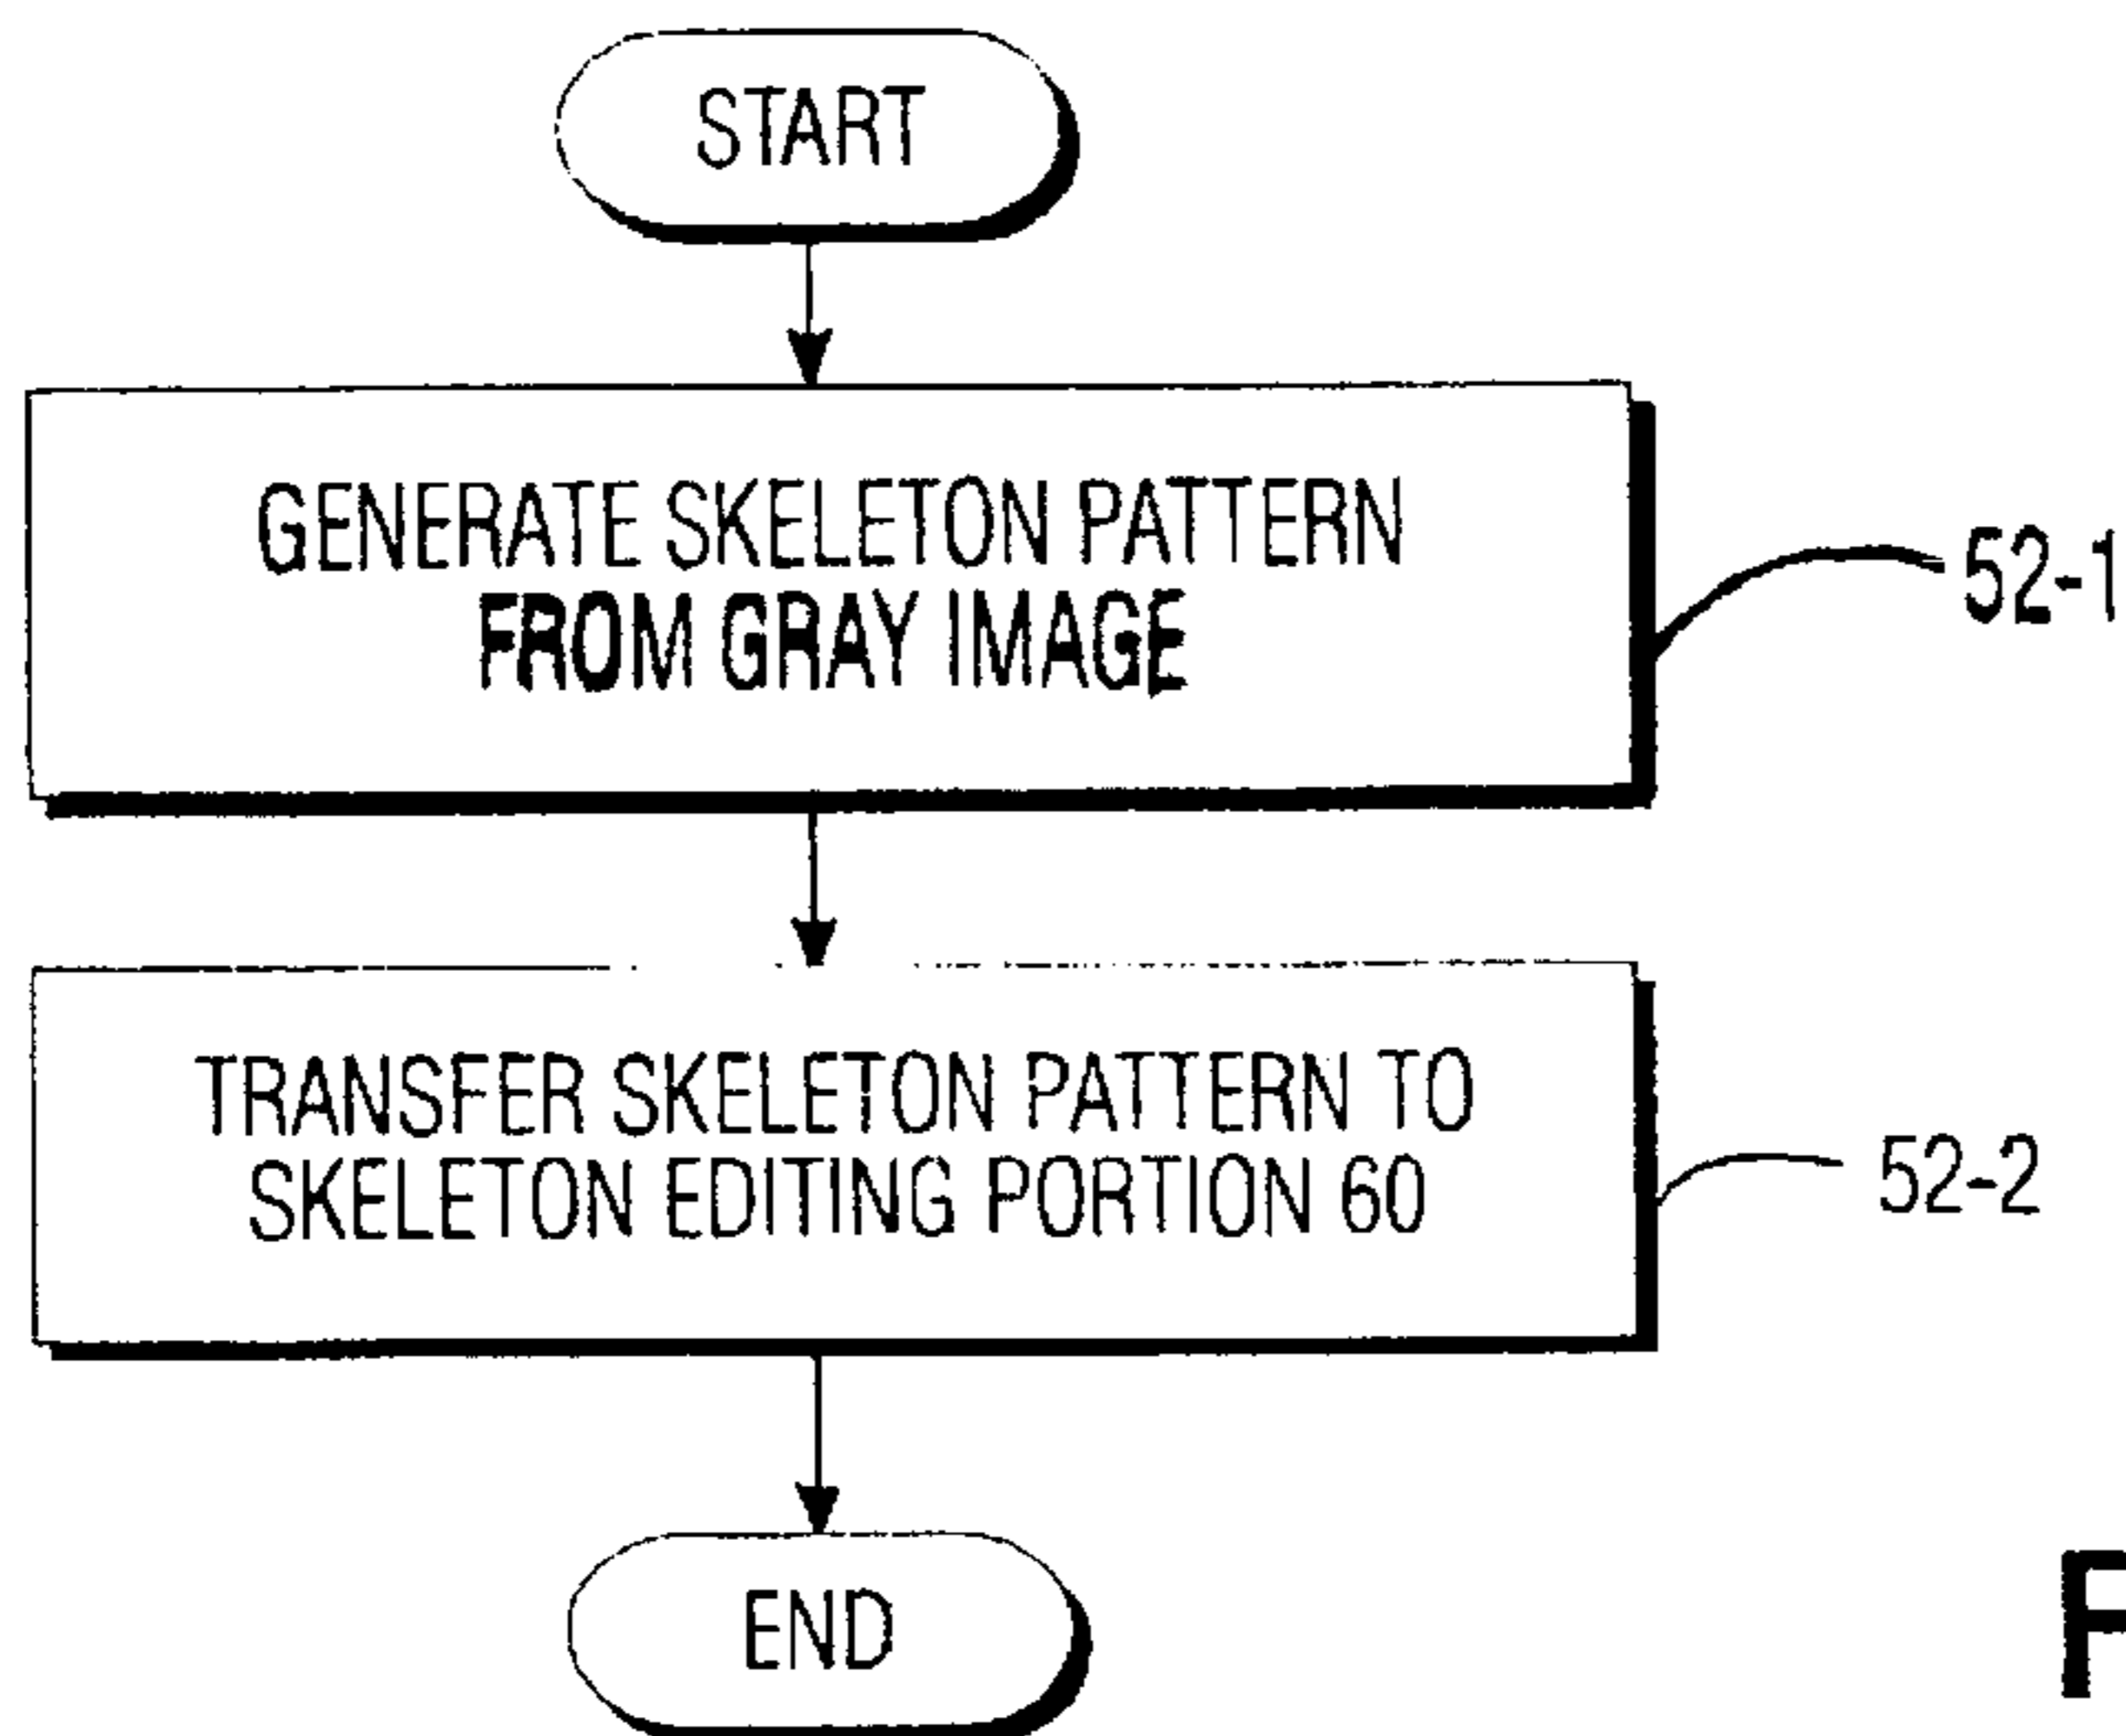 START
GENERATE SKELETON PATTERN
FROM GRAY IMAGE
52-1
TRANSFER SKELETON PATTERN TO
SKELETON EDITING PORTION 60
52-2
END
F